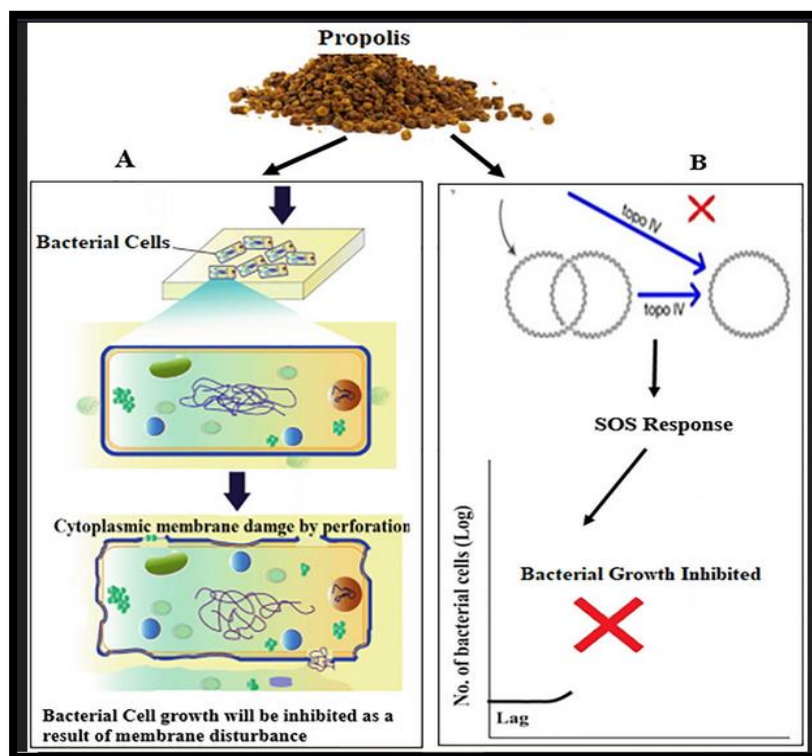 Propolis
A
B
Bacterial Cells
topo IV
topo IV
Cytoplasmic membrane damge by perforation
SOS Response
No. of bacterial cells (Log)
Bacterial Growth Inhibited
Lag
Bacterial Cell growth will be inhibited as a
result of membrane disturbance